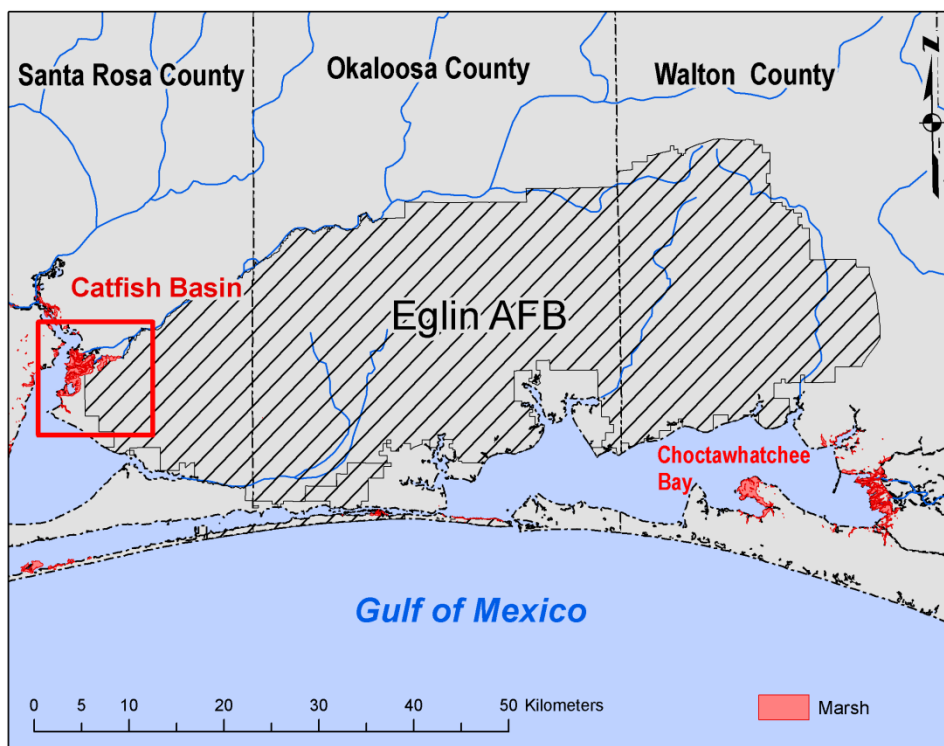 Santa Rosa County
Okaloosa County
Walton County
Catfish Basin
Eglin AFB
Choctawhatchee
Bay
Gulf of Mexico
0 5 10 20 30 40 50 Kilometers
Marsh